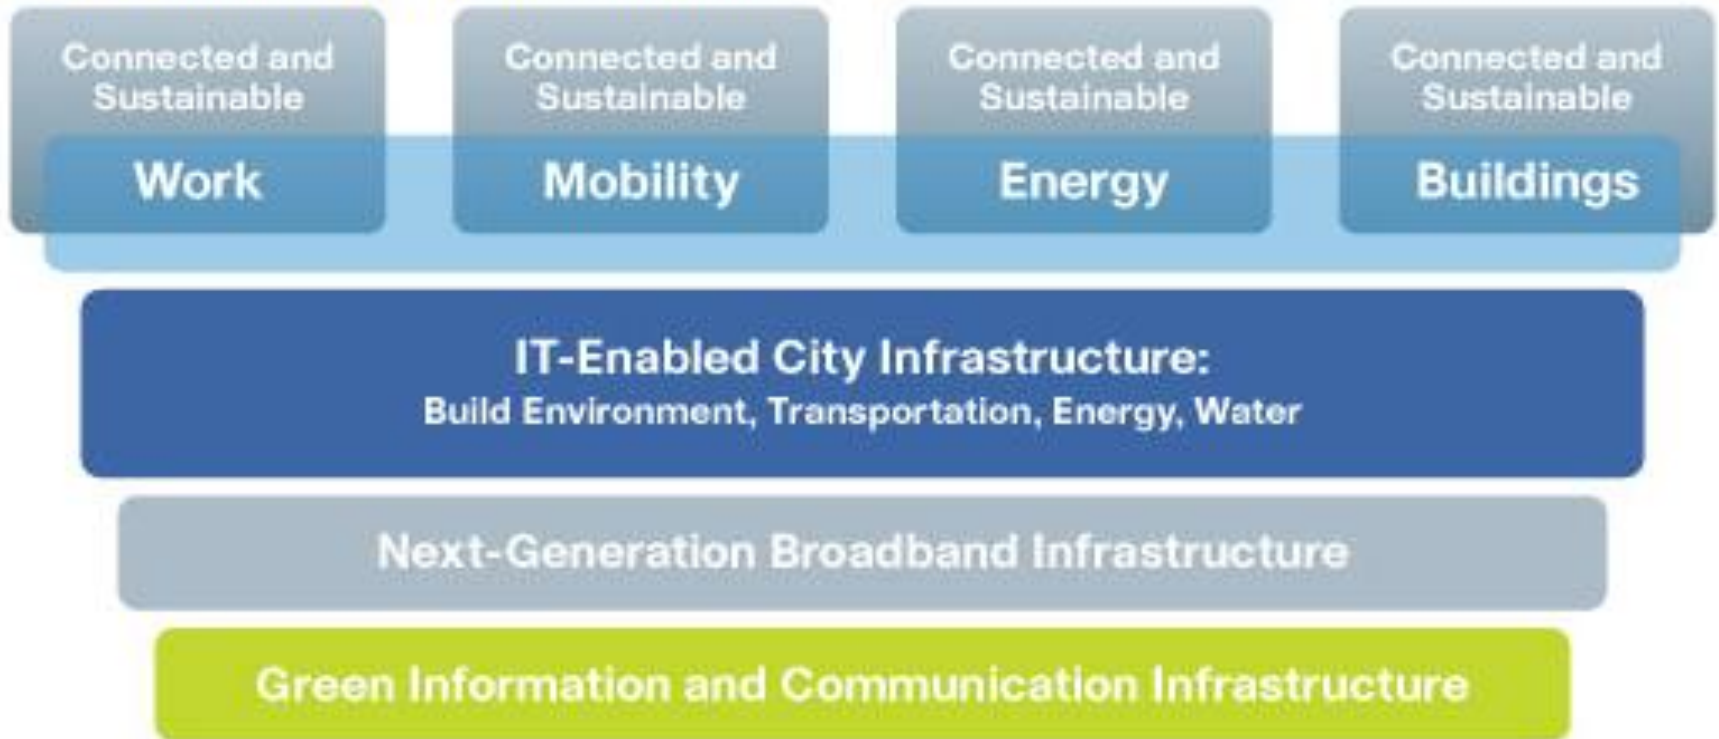 Connected and
Sustainable
Work
Connected and
Sustainable
Mobility
Connected and
Sustainable
Energy
Connected and
Sustainable
Buildings
IT-Enabled City Infrastructure:
Build Environment, Transportation, Energy, Water
Next-Generation Broadband Infrastructure
Green Information and Communication Infrastructure